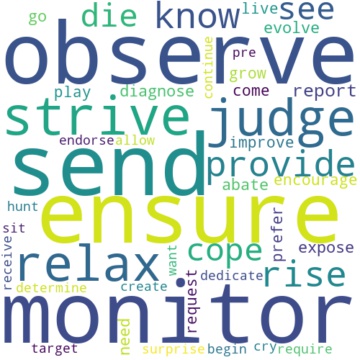 go die know live see
evolve
observe
play diagnose continue pre grow come report
strive judge
endorse allow improve
send provide
abate encourage
hunt ensure
sit prefer
receive relax want cope request expose
dedicate rise
determine create
monitor
target need surprise begin cry require